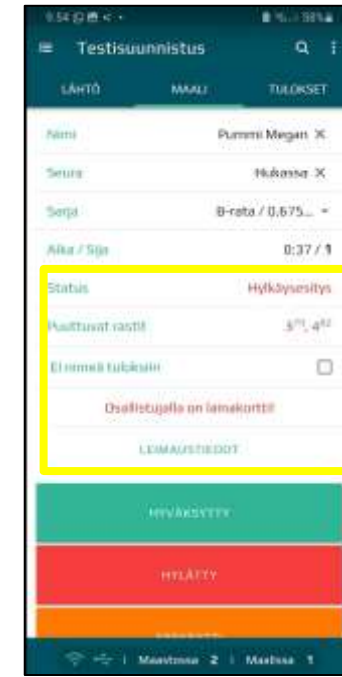 Testisuunnistus
LÄHTÖ MAALI TULOKSET
Nimi Pummi Megan
Seura Hukassa
Sarja B-rata / 0,675...
Aika / Sija 0:37 / 1
Status Hylkäysesitys
Puuttuvat rastit
Ei nimeä tuloksiin
Osallistujalla on lainakortti!
LEIMAUSTIEDOT
HYVÄKSYTTY
HYLÄTTY
Maastossa 2 | Maalissa 1